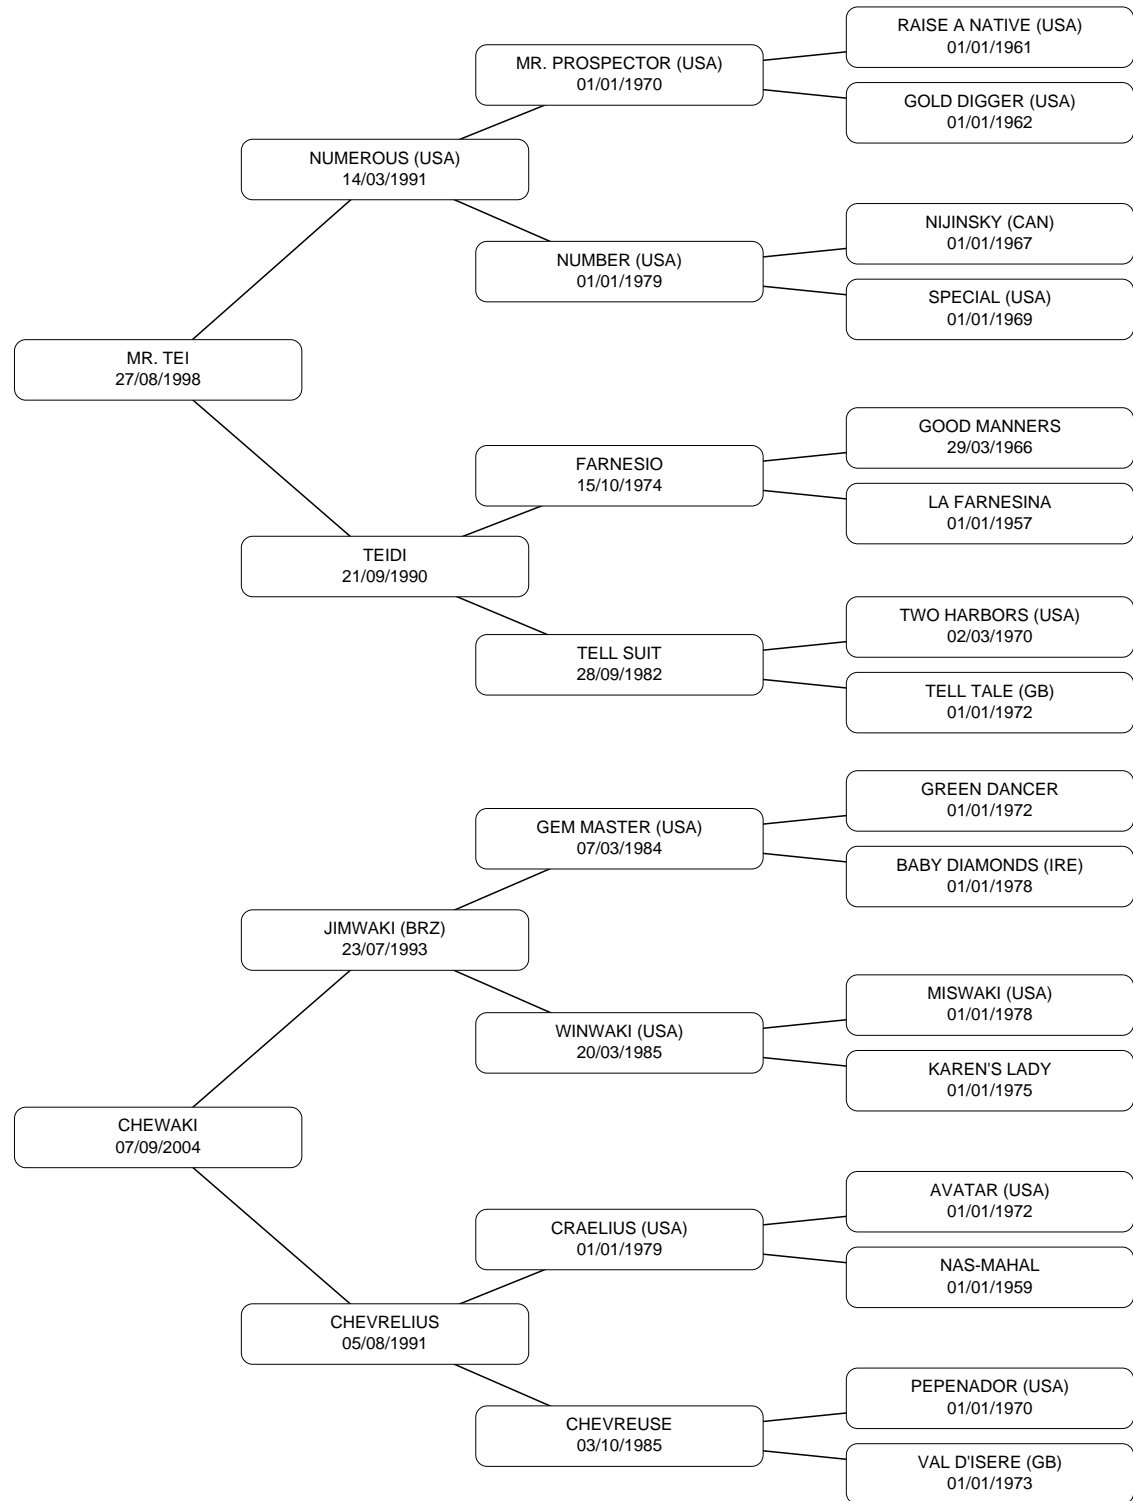 RAISE A NATIVE (USA)
01/01/1961
MR. PROSPECTOR (USA)
01/01/1970
GOLD DIGGER (USA)
01/01/1962
NUMEROUS (USA)
14/03/1991
NIJINSKY (CAN)
01/01/1967
NUMBER (USA)
01/01/1979
SPECIAL (USA)
01/01/1969
MR. TEI
27/08/1998
GOOD MANNERS
29/03/1966
FARNESIO
15/10/1974
LA FARNESINA
01/01/1957
TEIDI
21/09/1990
TWO HARBORS (USA)
02/03/1970
TELL SUIT
28/09/1982
TELL TALE (GB)
01/01/1972
GREEN DANCER
01/01/1972
GEM MASTER (USA)
07/03/1984
BABY DIAMONDS (IRE)
01/01/1978
JIMWAKI (BRZ)
23/07/1993
MISWAKI (USA)
01/01/1978
WINWAKI (USA)
20/03/1985
KAREN'S LADY
01/01/1975
CHEWAKI
07/09/2004
AVATAR (USA)
01/01/1972
CRAELIUS (USA)
01/01/1979
NAS-MAHAL
01/01/1959
CHEVRELIUS
05/08/1991
PEPENADOR (USA)
01/01/1970
CHEVREUSE
03/10/1985
VAL D'ISERE (GB)
01/01/1973